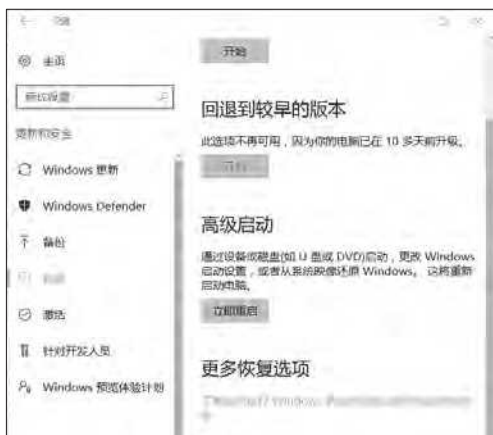 设置
主页
查找设置
更新和安全
Windows 更新
Windows Defender
备份
恢复
激活
针对开发人员
Windows 预览体验计划
开始
回退到较早的版本
此选项不再可用，因为你的电脑已在 10 多天前升级。
开始
高级启动
通过设备或磁盘(如 U 盘或 DVD)启动，更改 Windows
启动设置，或者从系统映像还原 Windows。 这将重新
启动电脑。
立即重启
更多恢复选项